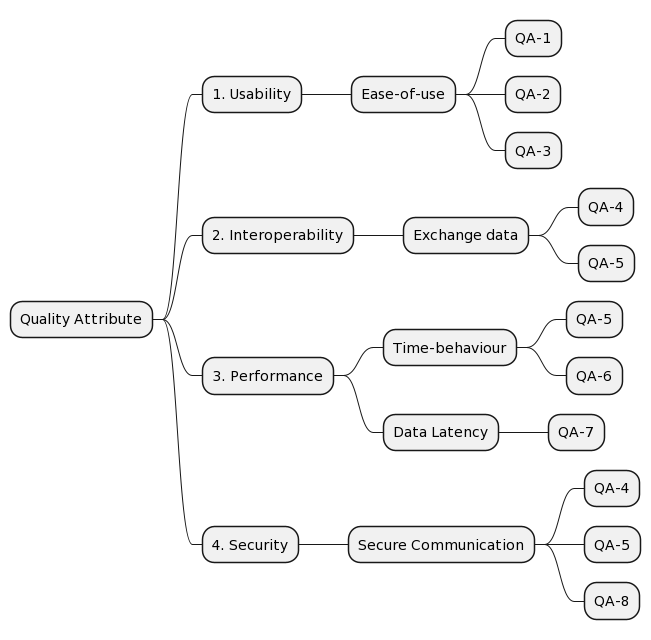 Quality Attribute
1. Usability
Ease-of-use
QA-1
QA-2
QA-3
2. Interoperability
Exchange data
QA-4
QA-5
3. Performance
Time-behaviour
QA-5
QA-6
Data Latency
QA-7
4. Security
Secure Communication
QA-4
QA-5
QA-8